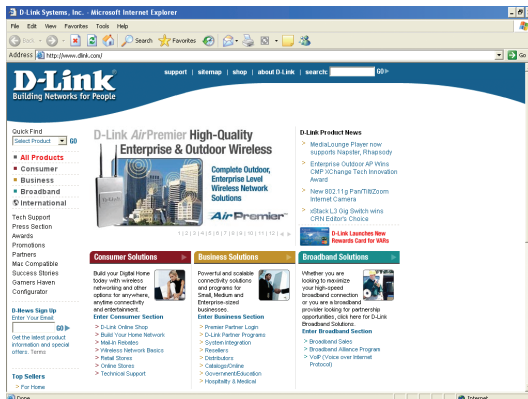 D-Link Systems, Inc. - Microsoft Internet Explorer
File Edit View Favorites Tools Help
Back Search Favorites
Address http://www.dlink.com/ Go
support | sitemap | shop | about D-Link | search: GO
D-Link
Building Networks for People
Quick Find
Select Product GO
All Products
Consumer
Business
Broadband
International
Tech Support
Press Section
Awards
Promotions
Partners
Mac Compatible
Success Stories
Gamers Haven
Configurator
D-News Sign Up
Enter Your Email
GO
Get the latest product
information and special
offers. Terms
Top Sellers
> For Home
D-Link AirPremier High-Quality
Enterprise & Outdoor Wireless
Complete Outdoor,
Enterprise Level
Wireless Network
Solutions
D-Link
AirPremier
1 | 2 | 3 | 4 | 5 | 6 | 7 | 8 | 9 | 10 | 11 | 12 |
D-Link Product News
> MediaLounge Player now
supports Napster, Rhapsody
> Enterprise Outdoor AP Wins
CMP XChange Tech Innovation
Award
> New 802.11g Pan/Tilt/Zoom
Internet Camera
> xStack L3 Gig Switch wins
CRN Editor's Choice
D-Link Launches New
Rewards Card for VARs
Consumer Solutions
Build your Digital Home
today with wireless
networking and other
options for anywhere,
anytime connectivity
and entertainment.
Enter Consumer Section
> D-Link Online Shop
> Build Your Home Network
> Mail-In Rebates
> Wireless Network Basics
> Retail Stores
> Online Stores
> Technical Support
Business Solutions
Powerful and scalable
connectivity solutions
and programs for
Small, Medium and
Enterprise-sized
businesses.
Enter Business Section
> Premier Partner Login
> D-Link Partner Programs
> System Integration
> Resellers
> Distributors
> Catalogs/Online
> Government/Education
> Hospitality & Medical
Broadband Solutions
Whether you are
looking to maximize
your high-speed
broadband connection
or you are a broadband
provider looking for partnership
opportunities, click here for D-Link
Broadband Solutions.
Enter Broadband Section
> Broadband Sales
> Broadband Alliance Program
> VoIP (Voice over Internet
Protocol)
Done Internet